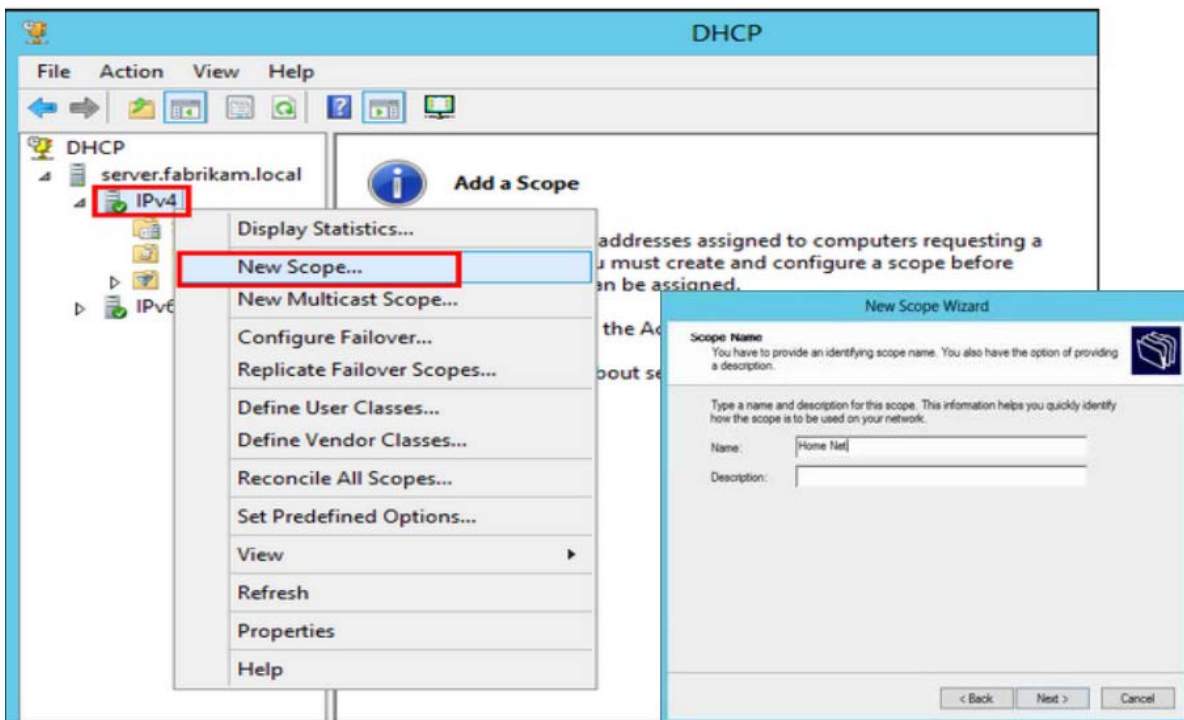 DHCP
File Action View Help
DHCP
server.fabrikam.local
IPv4
IPv6
Add a Scope
addresses assigned to computers requesting a
must create and configure a scope before
an be assigned.
the
bout
Display Statistics...
New Scope...
New Multicast Scope...
Configure Failover...
Replicate Failover Scopes...
Define User Classes...
Define Vendor Classes...
Reconcile All Scopes...
Set Predefined Options...
View
Refresh
Properties
Help
New Scope Wizard
Scope Name
You have to provide an identifying scope name. You also have the option of providing
a description.
Type a name and description for this scope. This information helps you quickly identify
how the scope is to be used on your network.
Name: Home Net
Description:
< Back Next > Cancel